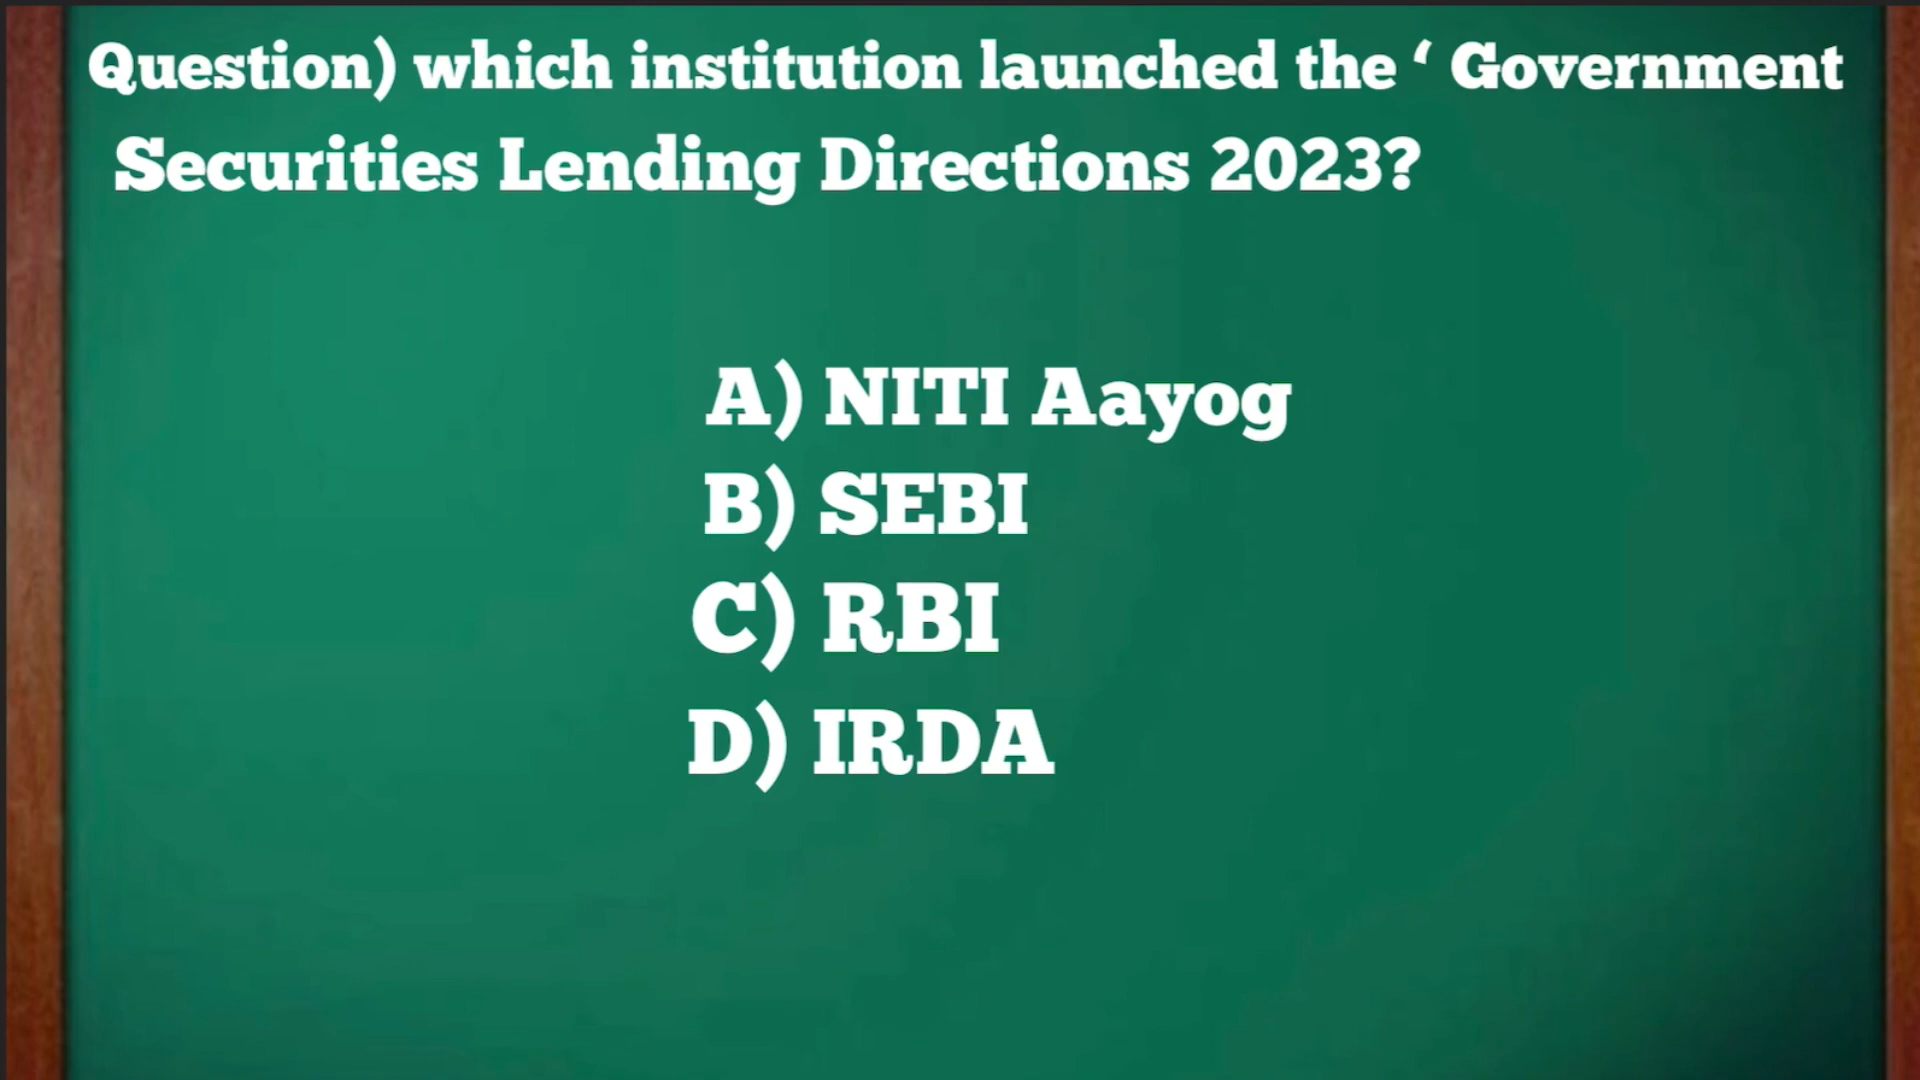 Question) which institution launched the ‘ Government
Securities Lending Directions 2023?
A) NITI Aayog
B) SEBI
C) RBI
D) IRDA